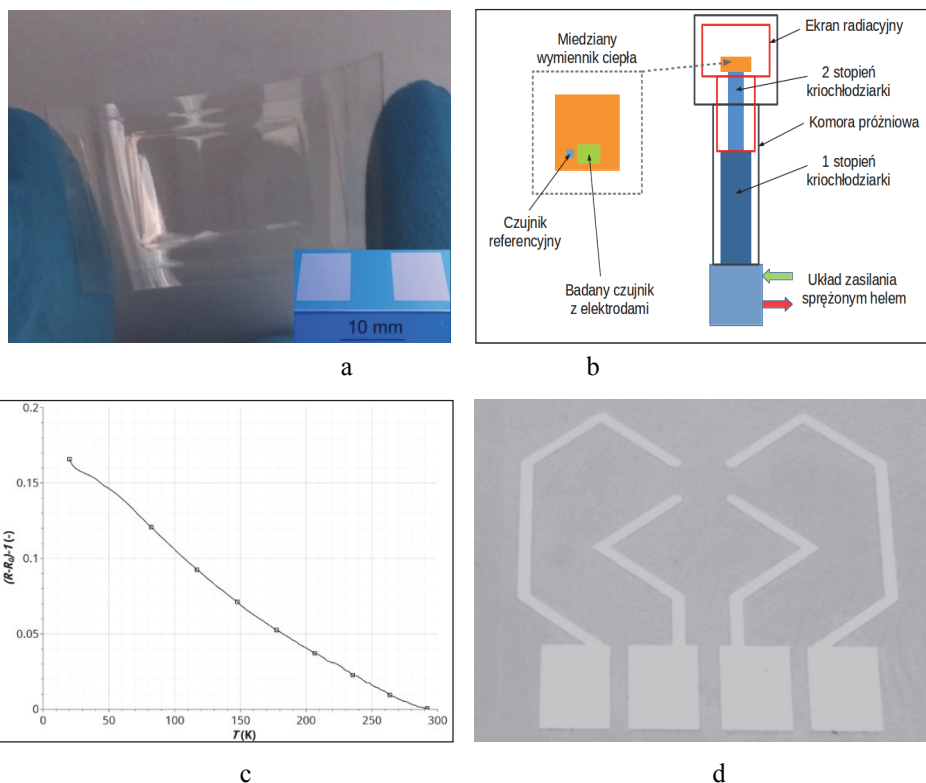 10 mm
a
Miedziany
wymiennik ciepła
Czujnik
referencyjny
Badany czujnik
z elektrodami
Ekran radiacyjny
2 stopień
kriochłodziarki
Komora próżniowa
1 stopień
kriochłodziarki
Układ zasilania
sprężonym helem
b
(R-R0)-1 (-)
0.2
0.15
0.1
0.05
0
0 50 100 150 200 250 300
T (K)
c
d